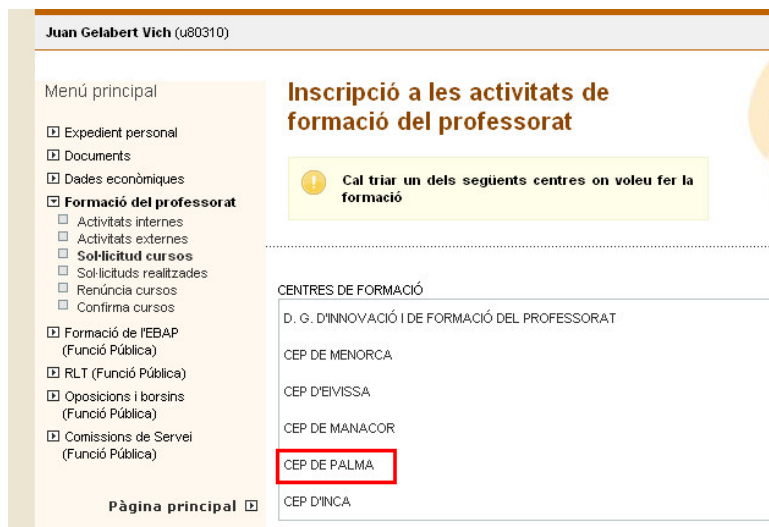 Juan Gelabert Vich (u80310)
Menú principal
Expedient personal
Documents
Dades econòmiques
Formació del professorat
Activitats internes
Activitats externes
Sol·licitud cursos
Sol·licituds realitzades
Renúncia cursos
Confirma cursos
Formació de l'EBAP
(Funció Pública)
RLT (Funció Pública)
Oposicions i borsins
(Funció Pública)
Comissions de Servei
(Funció Pública)
Pàgina principal
Inscripció a les activitats de
formació del professorat
Cal triar un dels següents centres on voleu fer la
formació
CENTRES DE FORMACIÓ
D. G. D'INNOVACIÓ I DE FORMACIÓ DEL PROFESSORAT
CEP DE MENORCA
CEP D'EIVISSA
CEP DE MANACOR
CEP DE PALMA
CEP D'INCA